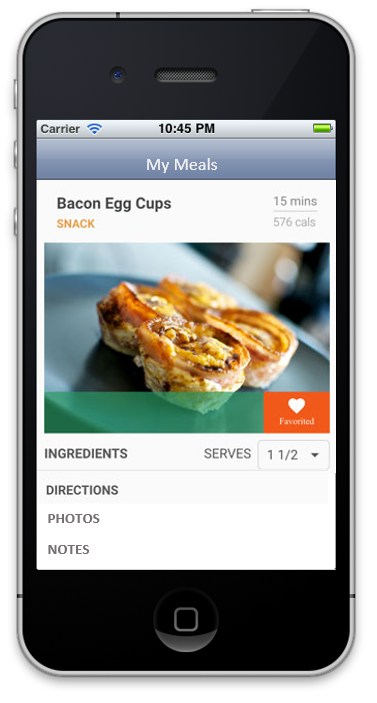 Carrier 10:45 PM
My Meals
Bacon Egg Cups 15 mins
SNACK 576 cals
Favorited
INGREDIENTS SERVES 1 1/2
DIRECTIONS
PHOTOS
NOTES